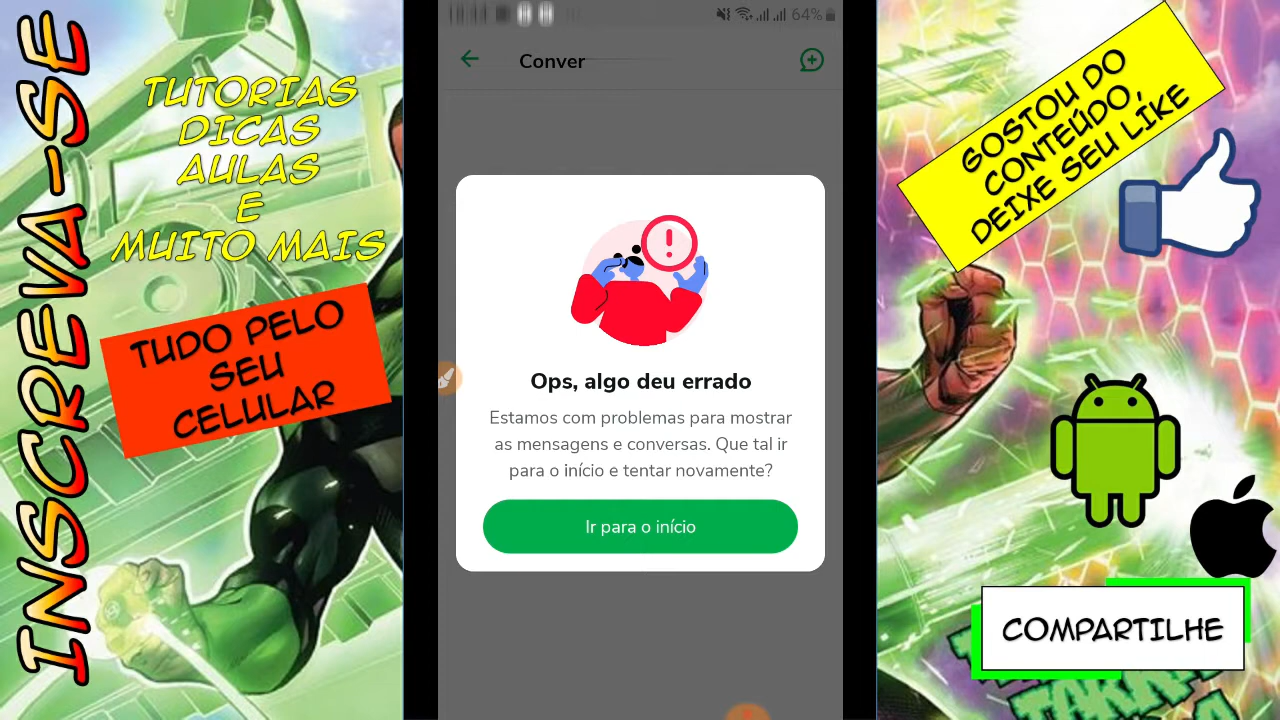 INSCREVA-SE
TUTORIAS
DICAS
AULAS
E
MUITO MAIS
TUDO PELO
SEU
CELULAR
64%
Conver
Ops, algo deu errado
Estamos com problemas para mostrar
as mensagens e conversas. Que tal ir
para o início e tentar novamente?
Ir para o início
GOSTOU DO
CONTEÚDO,
DEIXE SEU LIKE
COMPARTILHE